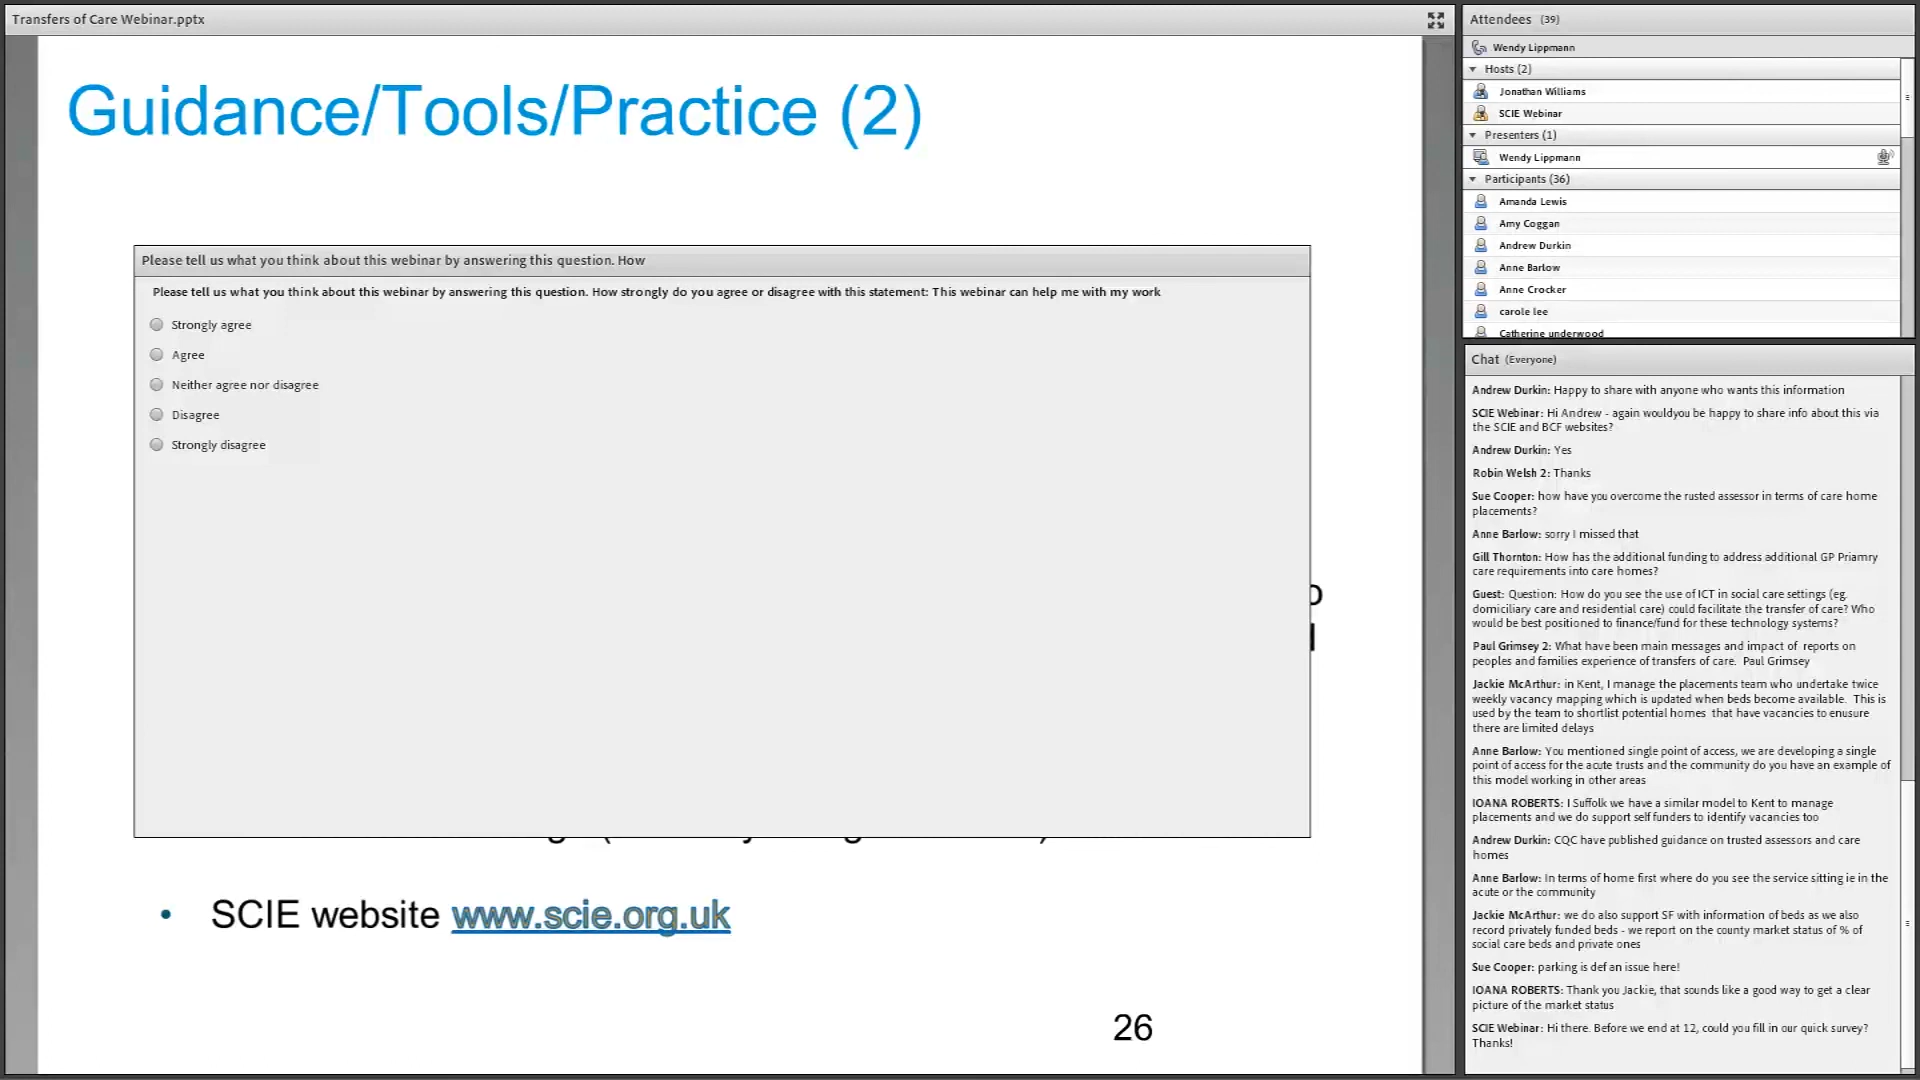 Transfers of Care Webinar.pptx
Guidance/Tools/Practice (2)
Please tell us what you think about this webinar by answering this question. How
Please tell us what you think about this webinar by answering this question. How strongly do you agree or disagree with this statement: This webinar can help me with my work
Strongly agree
Agree
Neither agree nor disagree
Disagree
Strongly disagree
• SCIE website www.scie.org.uk
26
Attendees (39)
Wendy Lippmann
Hosts (2)
Jonathan Williams
SCIE Webinar
Presenters (1)
Wendy Lippmann
Participants (36)
Amanda Lewis
Amy Coggan
Andrew Durkin
Anne Barlow
Anne Crocker
carole lee
Catherine underwood
Chat (Everyone)
Andrew Durkin: Happy to share with anyone who wants this information
SCIE Webinar: Hi Andrew - again wouldyou be happy to share info about this via
the SCIE and BCF websites?
Andrew Durkin: Yes
Robin Welsh 2: Thanks
Sue Cooper: how have you overcome the rusted assessor in terms of care home
placements?
Anne Barlow: sorry I missed that
Gill Thornton: How has the additional funding to address additional GP Priamry
care requirements into care homes?
Guest: Question: How do you see the use of ICT in social care settings (eg.
domiciliary care and residential care) could facilitate the transfer of care? Who
would be best positioned to finance/fund for these technology systems?
Paul Grimsey 2: What have been main messages and impact of reports on
peoples and families experience of transfers of care. Paul Grimsey
Jackie McArthur: in Kent, I manage the placements team who undertake twice
weekly vacancy mapping which is updated when beds become available. This is
used by the team to shortlist potential homes that have vacancies to enusure
there are limited delays
Anne Barlow: You mentioned single point of access, we are developing a single
point of access for the acute trusts and the community do you have an example of
this model working in other areas
IOANA ROBERTS: I Suffolk we have a similar model to Kent to manage
placements and we do support self funders to identify vacancies too
Andrew Durkin: CQC have published guidance on trusted assessors and care
homes
Anne Barlow: In terms of home first where do you see the service sitting ie in the
acute or the community
Jackie McArthur: we do also support SF with information of beds as we also
record privately funded beds - we report on the county market status of % of
social care beds and private ones
Sue Cooper: parking is def an issue here!
IOANA ROBERTS: Thank you Jackie, that sounds like a good way to get a clear
picture of the market status
SCIE Webinar: Hi there. Before we end at 12, could you fill in our quick survey?
Thanks!